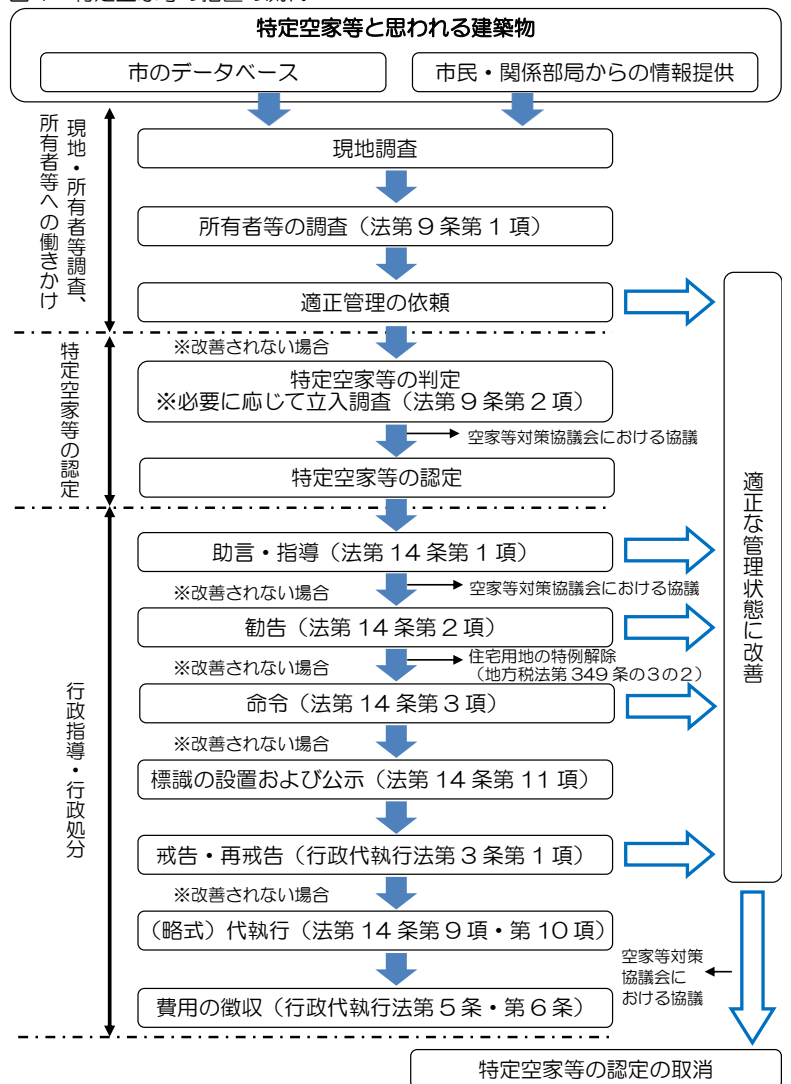 特定空家等と思われる建築物
市のデータベース
市民・関係部局からの情報提供
現地・所有者等調査、
所有者等への働きかけ
現地調査
所有者等の調査（法第９条第１項）
適正管理の依頼
※改善されない場合
特定空家等の認定
特定空家等の判定
※必要に応じて立入調査（法第９条第２項）
空家等対策協議会における協議
特定空家等の認定
行政指導・行政処分
助言・指導（法第14条第１項）
※改善されない場合
空家等対策協議会における協議
勧告（法第14条第２項）
※改善されない場合
住宅用地の特例解除
（地方税法第349条の３の２）
命令（法第14条第３項）
※改善されない場合
標識の設置および公示（法第14条第11項）
戒告・再戒告（行政代執行法第３条第１項）
※改善されない場合
（略式）代執行（法第14条第９項・第10項）
費用の徴収（行政代執行法第５条・第６条）
適正な管理状態に改善
空家等対策
協議会に
おける協議
特定空家等の認定の取消